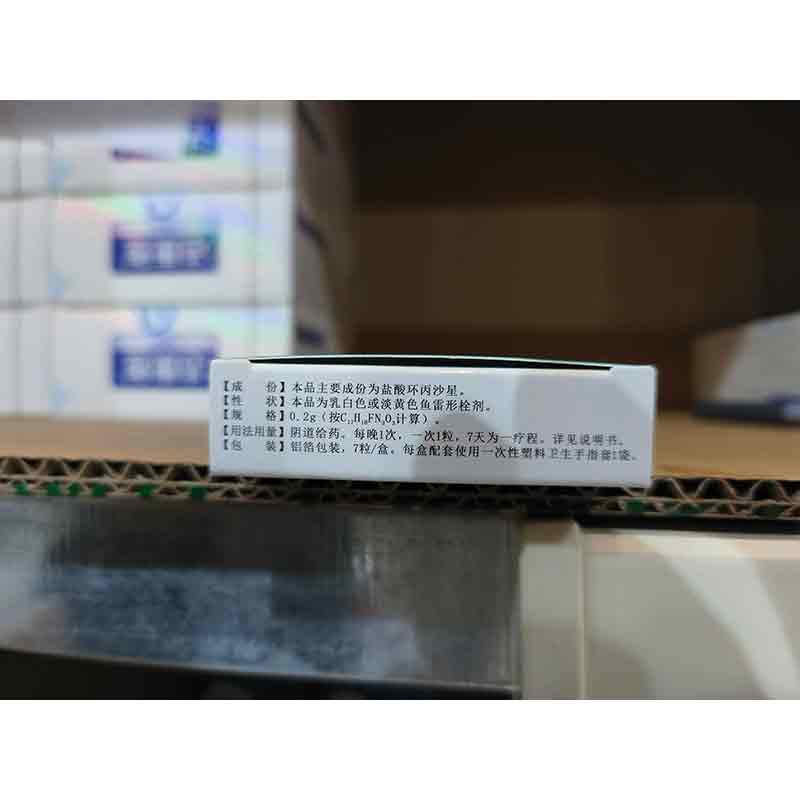 【成　份】本品主要成份为盐酸环丙沙星。
【性　状】本品为乳白色或淡黄色鱼雷形栓剂。
【规　格】0.2g（按C₁₇H₁₈FN₃O₃计算）。
【用法用量】阴道给药。每晚1次，一次1粒，7天为一疗程。详见说明书。
【包　装】铝箔包装，7粒/盒。每盒配套使用一次性塑料卫生手指套1袋。